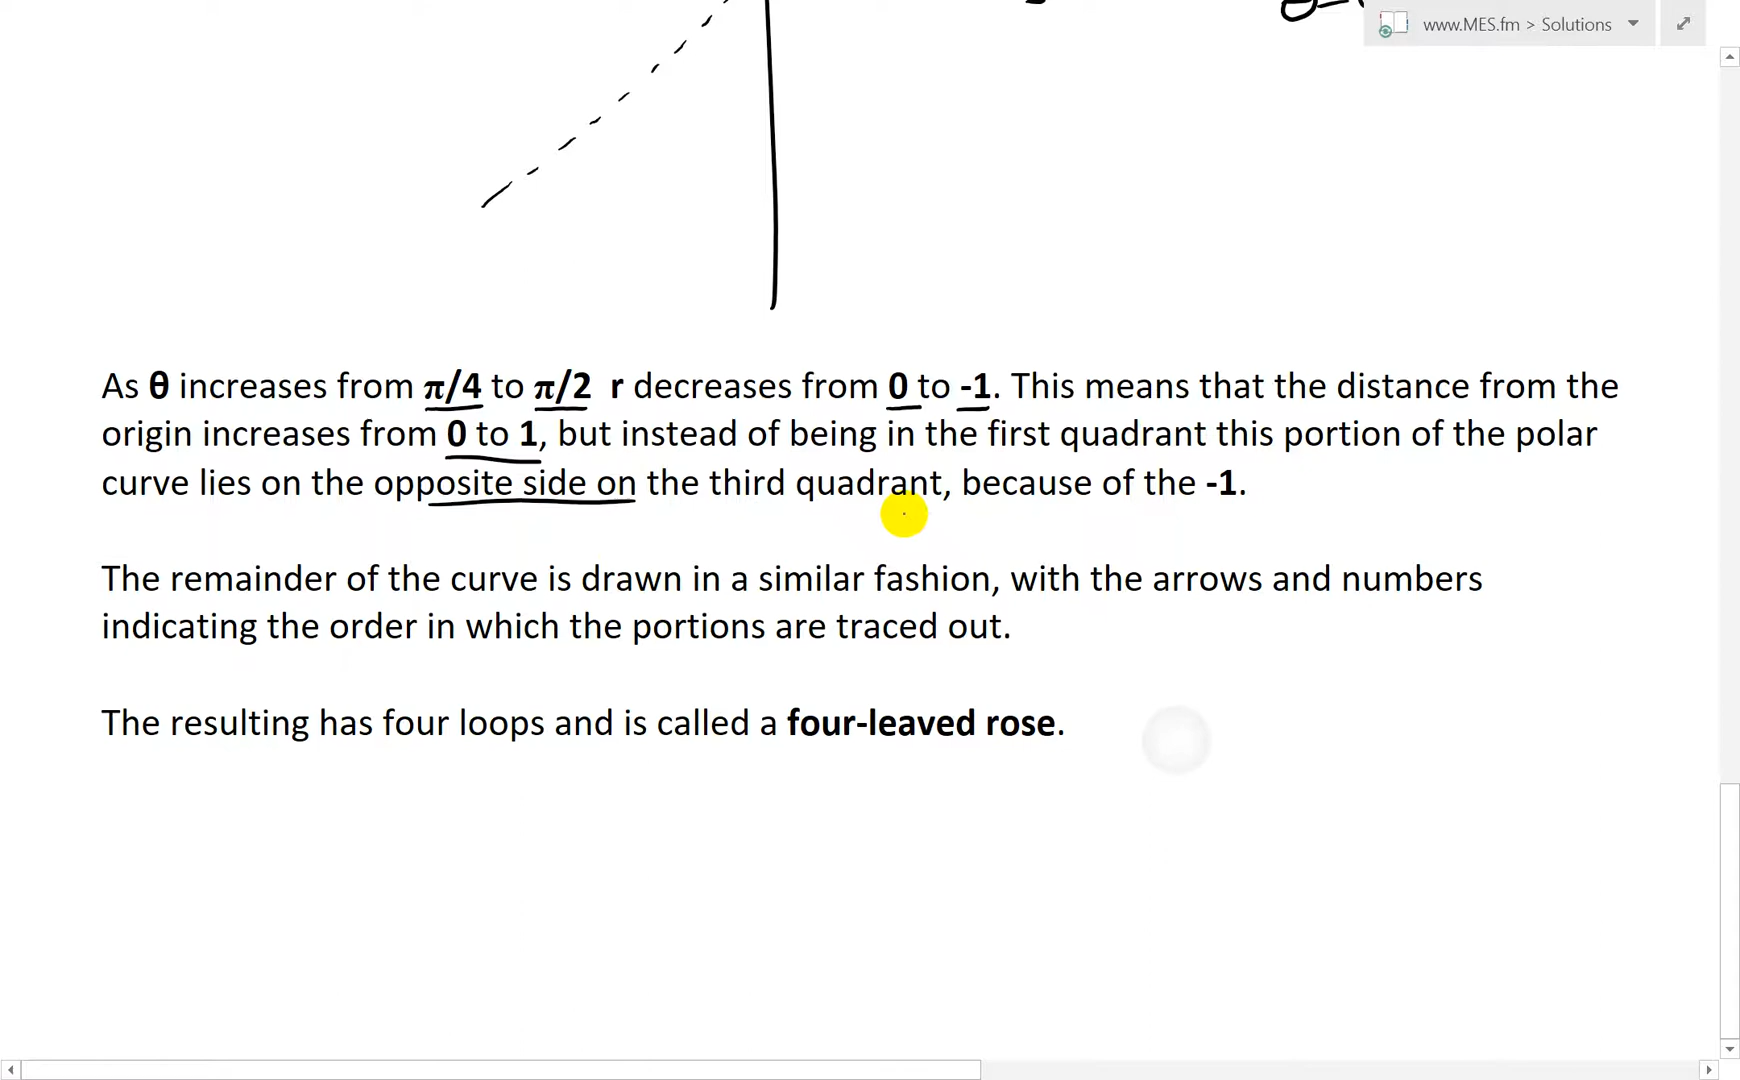 www.MES.fm > Solutions
As θ increases from π/4 to π/2 r decreases from 0 to -1. This means that the distance from the
origin increases from 0 to 1, but instead of being in the first quadrant this portion of the polar
curve lies on the opposite side on the third quadrant, because of the -1.
The remainder of the curve is drawn in a similar fashion, with the arrows and numbers
indicating the order in which the portions are traced out.
The resulting has four loops and is called a four-leaved rose.